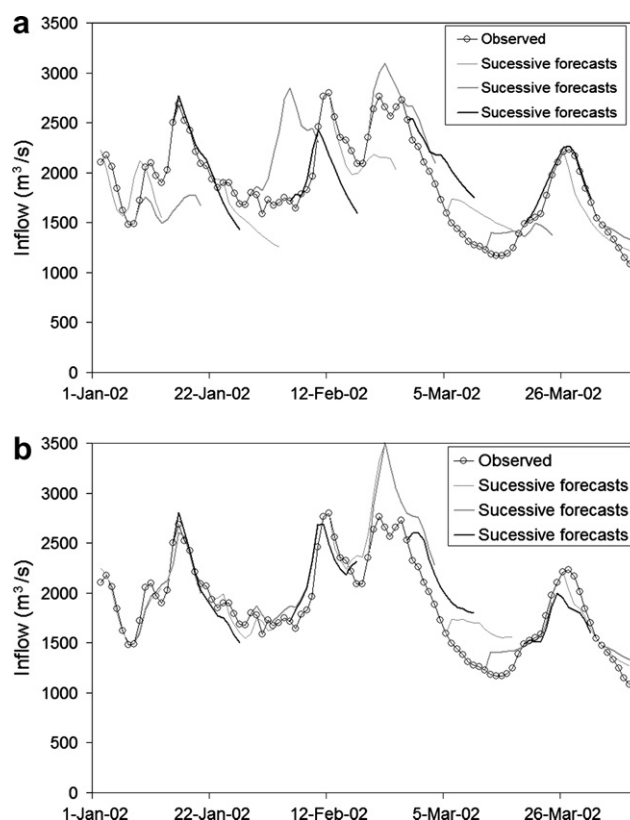 a
Observed
Sucessive forecasts
Sucessive forecasts
Sucessive forecasts
Inflow (m³/s)
3500
3000
2500
2000
1500
1000
500
0
1-Jan-02
22-Jan-02
12-Feb-02
5-Mar-02
26-Mar-02
b
Observed
Sucessive forecasts
Sucessive forecasts
Sucessive forecasts
Inflow (m³/s)
3500
3000
2500
2000
1500
1000
500
0
1-Jan-02
22-Jan-02
12-Feb-02
5-Mar-02
26-Mar-02